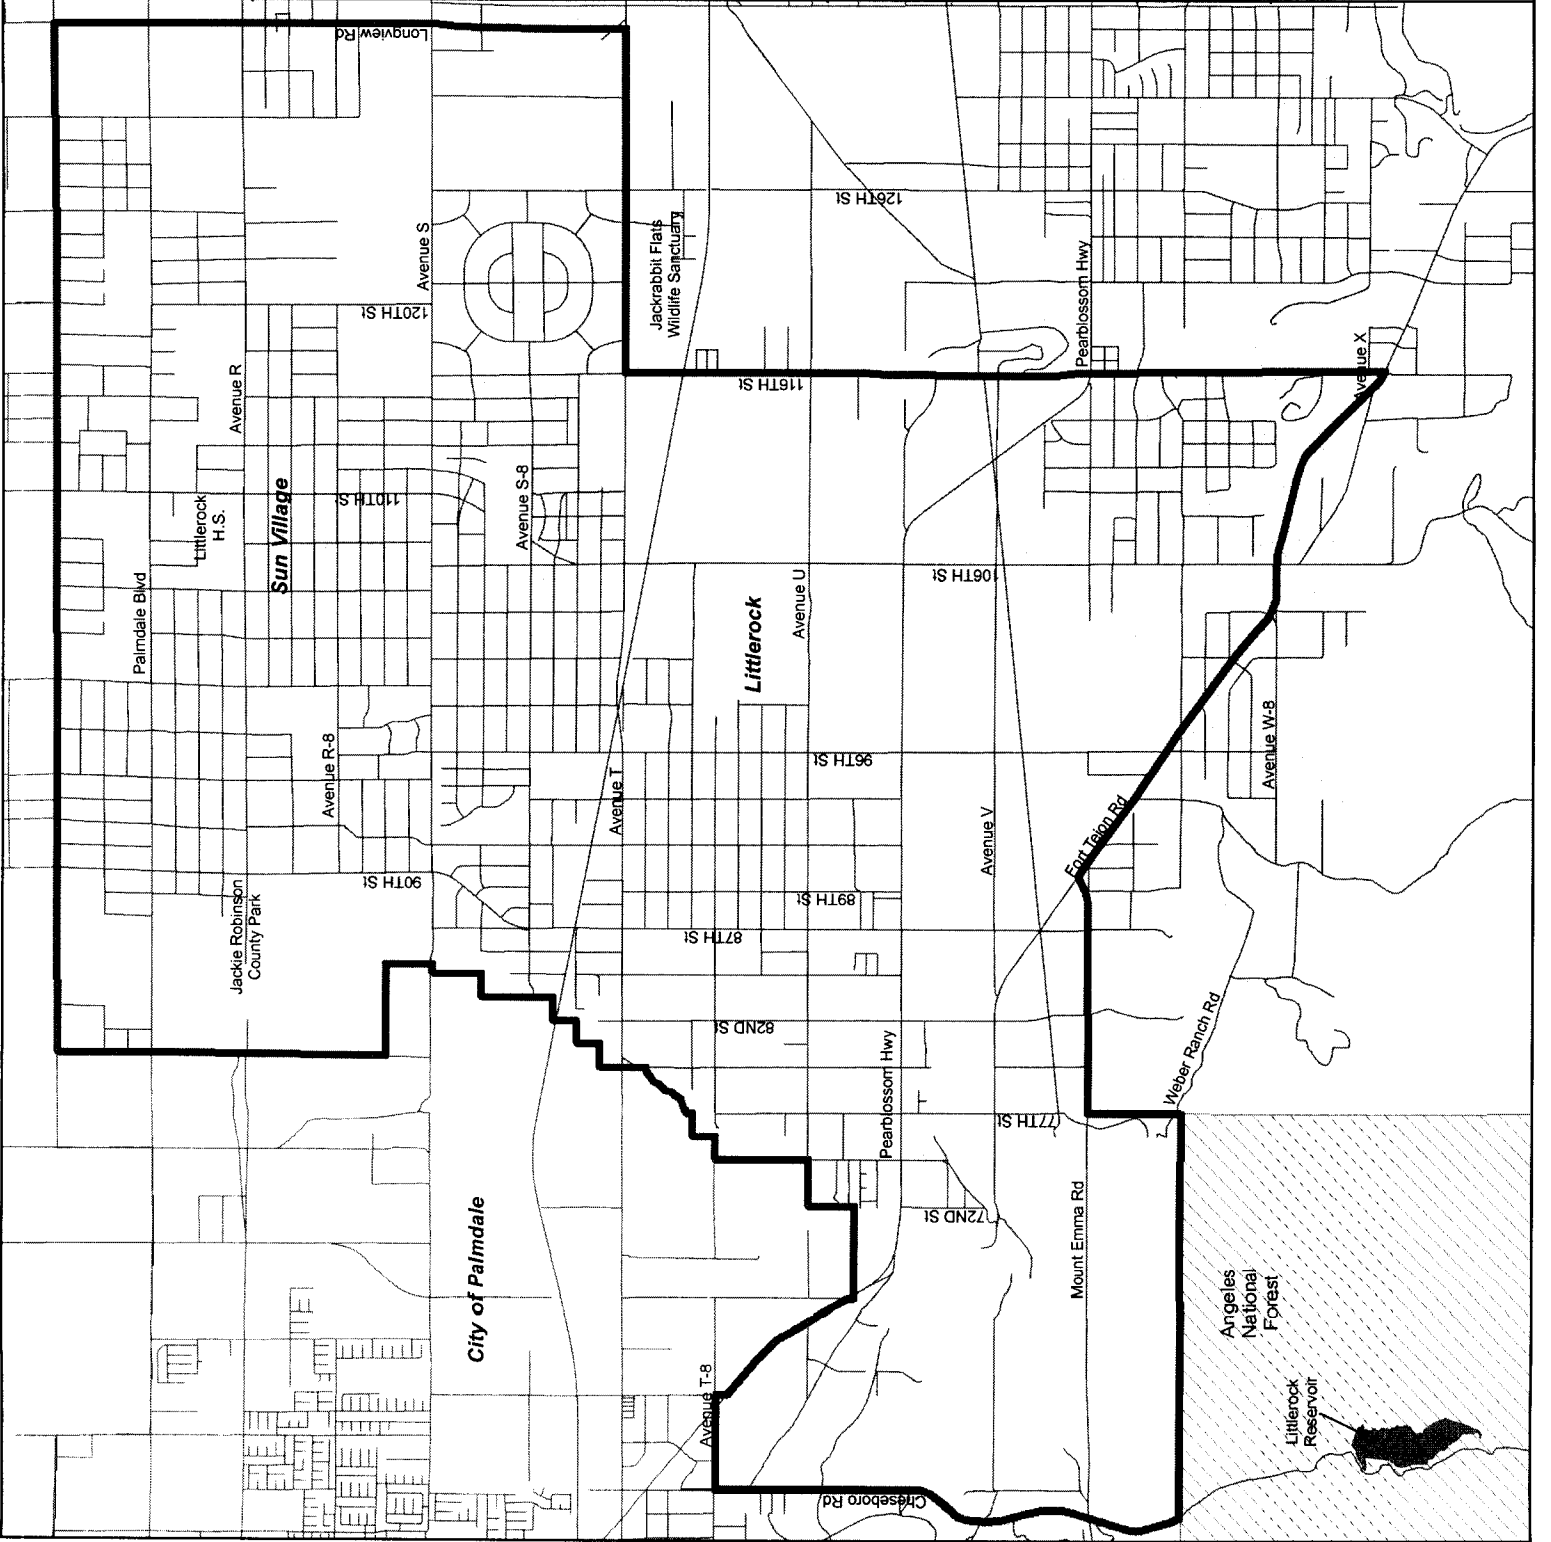 Longview Rd
Avenue S
120TH St
Avenue R
Palmdale Blvd
Littlerock
H.S.
Sun Village
110TH St
Avenue S-8
Avenue R-8
90TH St
Jackie Robinson
County Park
Jackrabbit Flats
Wildlife Sanctuary
126TH St
116TH St
Pearblossom Hwy
Avenue X
106TH St
Avenue U
Littlerock
96TH St
Avenue T
89TH St
87TH St
Avenue V
Fort Tejon Rd
Avenue W-8
82ND St
Pearblossom Hwy
77TH St
Weber Ranch Rd
72ND St
Mount Emma Rd
City of Palmdale
Avenue T-8
Cheseboro Rd
Angeles
National
Forest
Littlerock
Reservoir